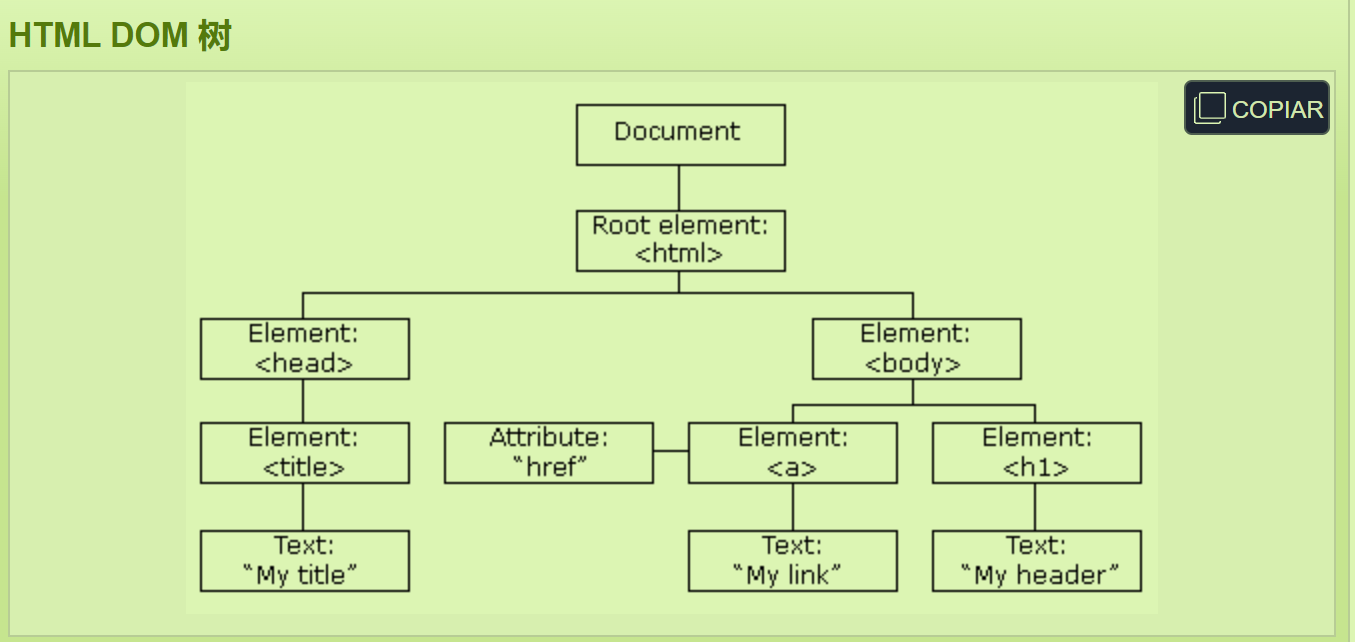 HTML DOM 树
COPIAR
Document
Root element:
<html>
Element:
<head>
Element:
<body>
Element:
<title>
Attribute:
“href”
Element:
<a>
Element:
<h1>
Text:
“My title”
Text:
“My link”
Text:
“My header”